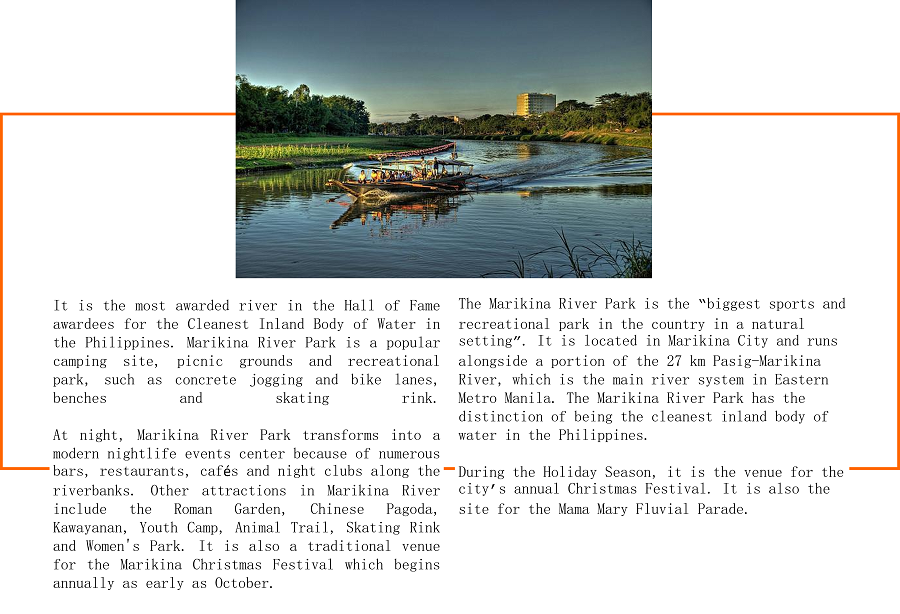 It is the most awarded river in the Hall of Fame
awardees for the Cleanest Inland Body of Water in
the Philippines. Marikina River Park is a popular
camping site, picnic grounds and recreational
park, such as concrete jogging and bike lanes,
benches and skating rink.
At night, Marikina River Park transforms into a
modern nightlife events center because of numerous
bars, restaurants, cafés and night clubs along the
riverbanks. Other attractions in Marikina River
include the Roman Garden, Chinese Pagoda,
Kawayanan, Youth Camp, Animal Trail, Skating Rink
and Women's Park. It is also a traditional venue
for the Marikina Christmas Festival which begins
annually as early as October.
The Marikina River Park is the “biggest sports and
recreational park in the country in a natural
setting”. It is located in Marikina City and runs
alongside a portion of the 27 km Pasig-Marikina
River, which is the main river system in Eastern
Metro Manila. The Marikina River Park has the
distinction of being the cleanest inland body of
water in the Philippines.
During the Holiday Season, it is the venue for the
city’s annual Christmas Festival. It is also the
site for the Mama Mary Fluvial Parade.